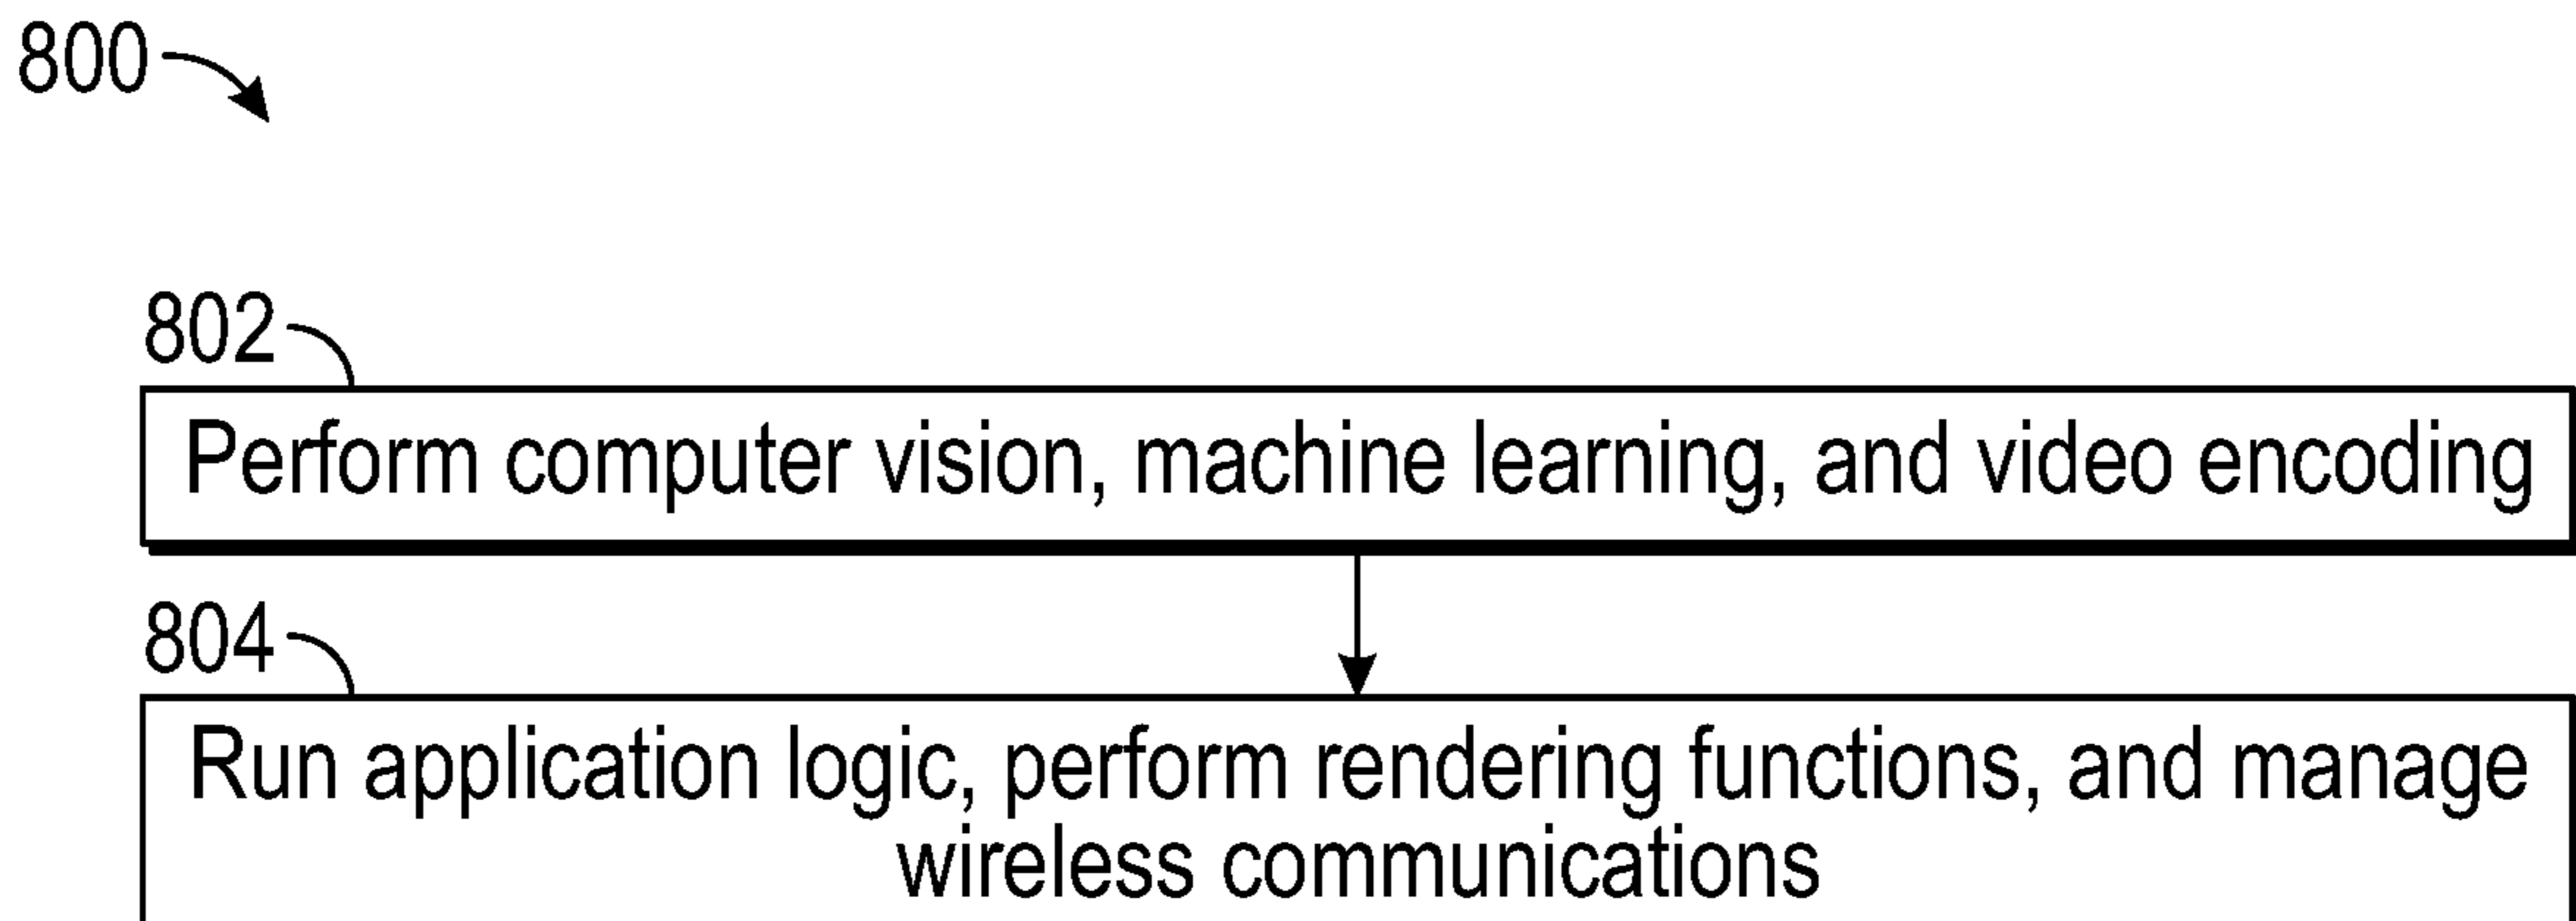 800
802
Perform computer vision, machine learning, and video encoding
804
Run application logic, perform rendering functions, and manage
wireless communications